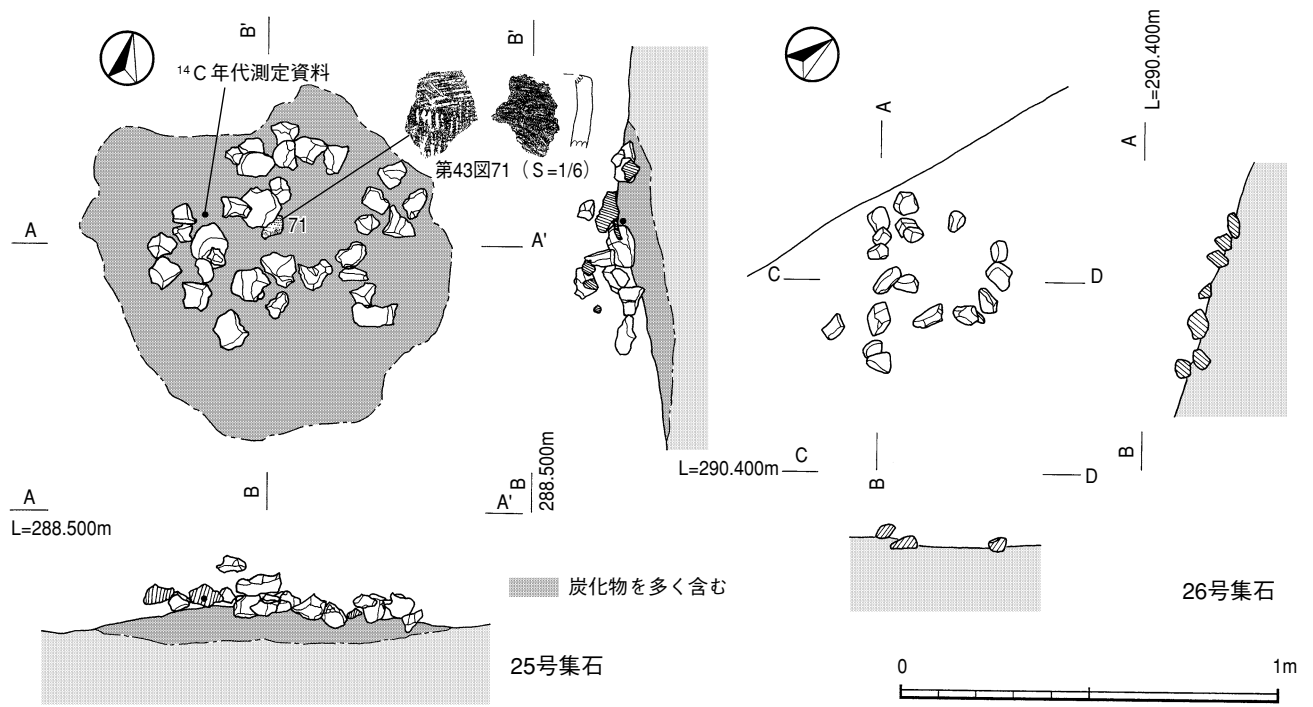 B'
B'
¹⁴C 年代測定資料
第43図71（S=1/6）
71
A
A'
B
A
L=288.500m
A'
B
288.500m
炭化物を多く含む
25号集石
A
A
L=290.400m
C
D
C
L=290.400m
D
B
B
26号集石
0
1m